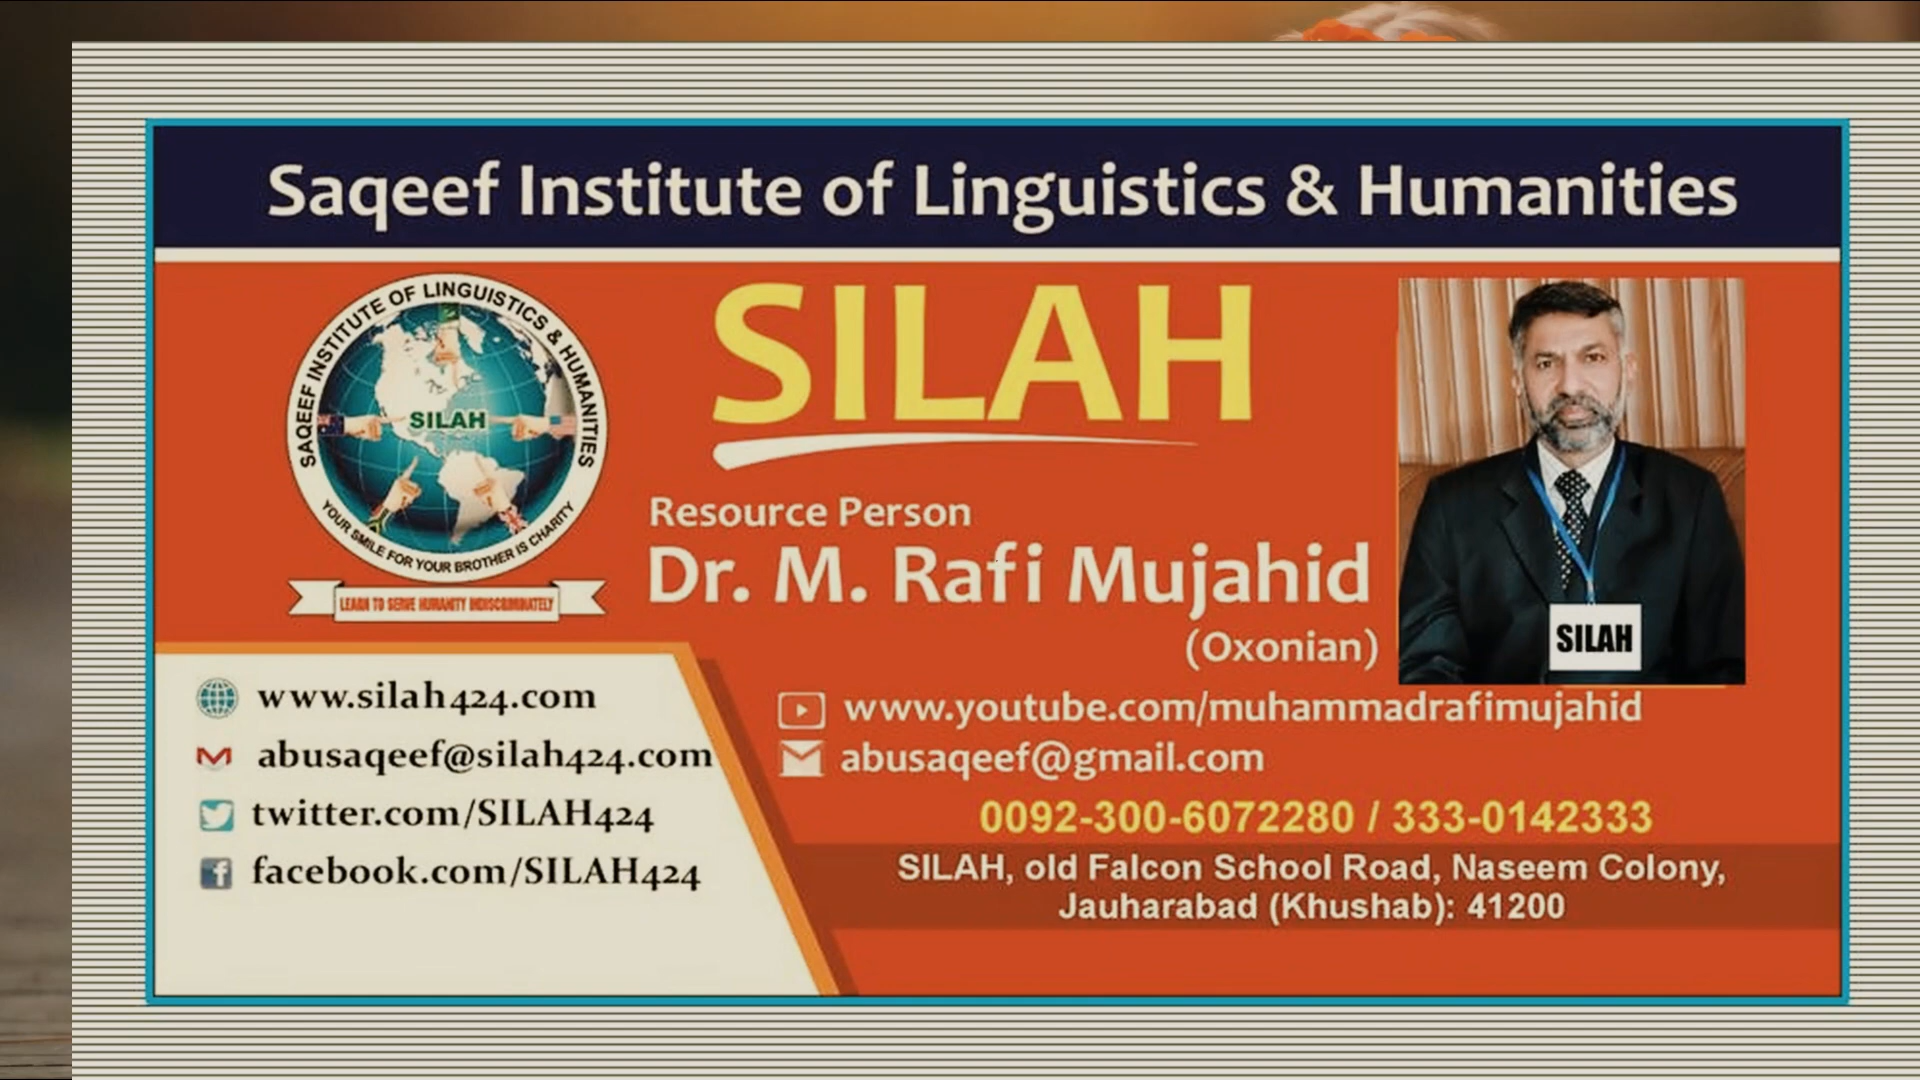 Saqeef Institute of Linguistics & Humanities
SAQEEF INSTITUTE OF LINGUISTICS & HUMANITIES
SILAH
YOUR SMILE FOR YOUR BROTHER IS CHARITY
LEARN TO SERVE HUMANITY INDISCRIMINATELY
SILAH
Resource Person
Dr. M. Rafi Mujahid
(Oxonian)
SILAH
www.silah424.com
abusaqeef@silah424.com
twitter.com/SILAH424
facebook.com/SILAH424
www.youtube.com/muhammadrafimujahid
abusaqeef@gmail.com
0092-300-6072280 / 333-0142333
SILAH, old Falcon School Road, Naseem Colony,
Jauharabad (Khushab): 41200